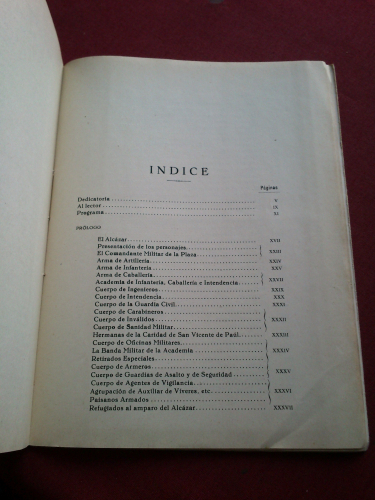 INDICE
Páginas
Dedicatoria V
Al lector IX
Programa XI
PRÓLOGO
El Alcázar XVII
Presentación de los personajes
El Comandante Militar de la Plaza XXIII
Arma de Artillería XXIV
Arma de Infantería XXV
Arma de Caballería
Academia de Infantería, Caballería e Intendencia XXVII
Cuerpo de Ingenieros XXIX
Cuerpo de Intendencia XXX
Cuerpo de la Guardia Civil XXXI
Cuerpo de Carabineros
Cuerpo de Inválidos XXXII
Cuerpo de Sanidad Militar
Hermanas de la Caridad de San Vicente de Paúl XXXIII
Cuerpo de Oficinas Militares
La Banda Militar de la Academia XXXIV
Retirados Especiales
Cuerpo de Armeros
Cuerpo de Guardias de Asalto y de Seguridad XXXV
Cuerpo de Agentes de Vigilancia
Agrupación de Auxiliar de Víveres, etc. XXXVI
Paisanos Armados
Refugiados al amparo del Alcázar XXXVII